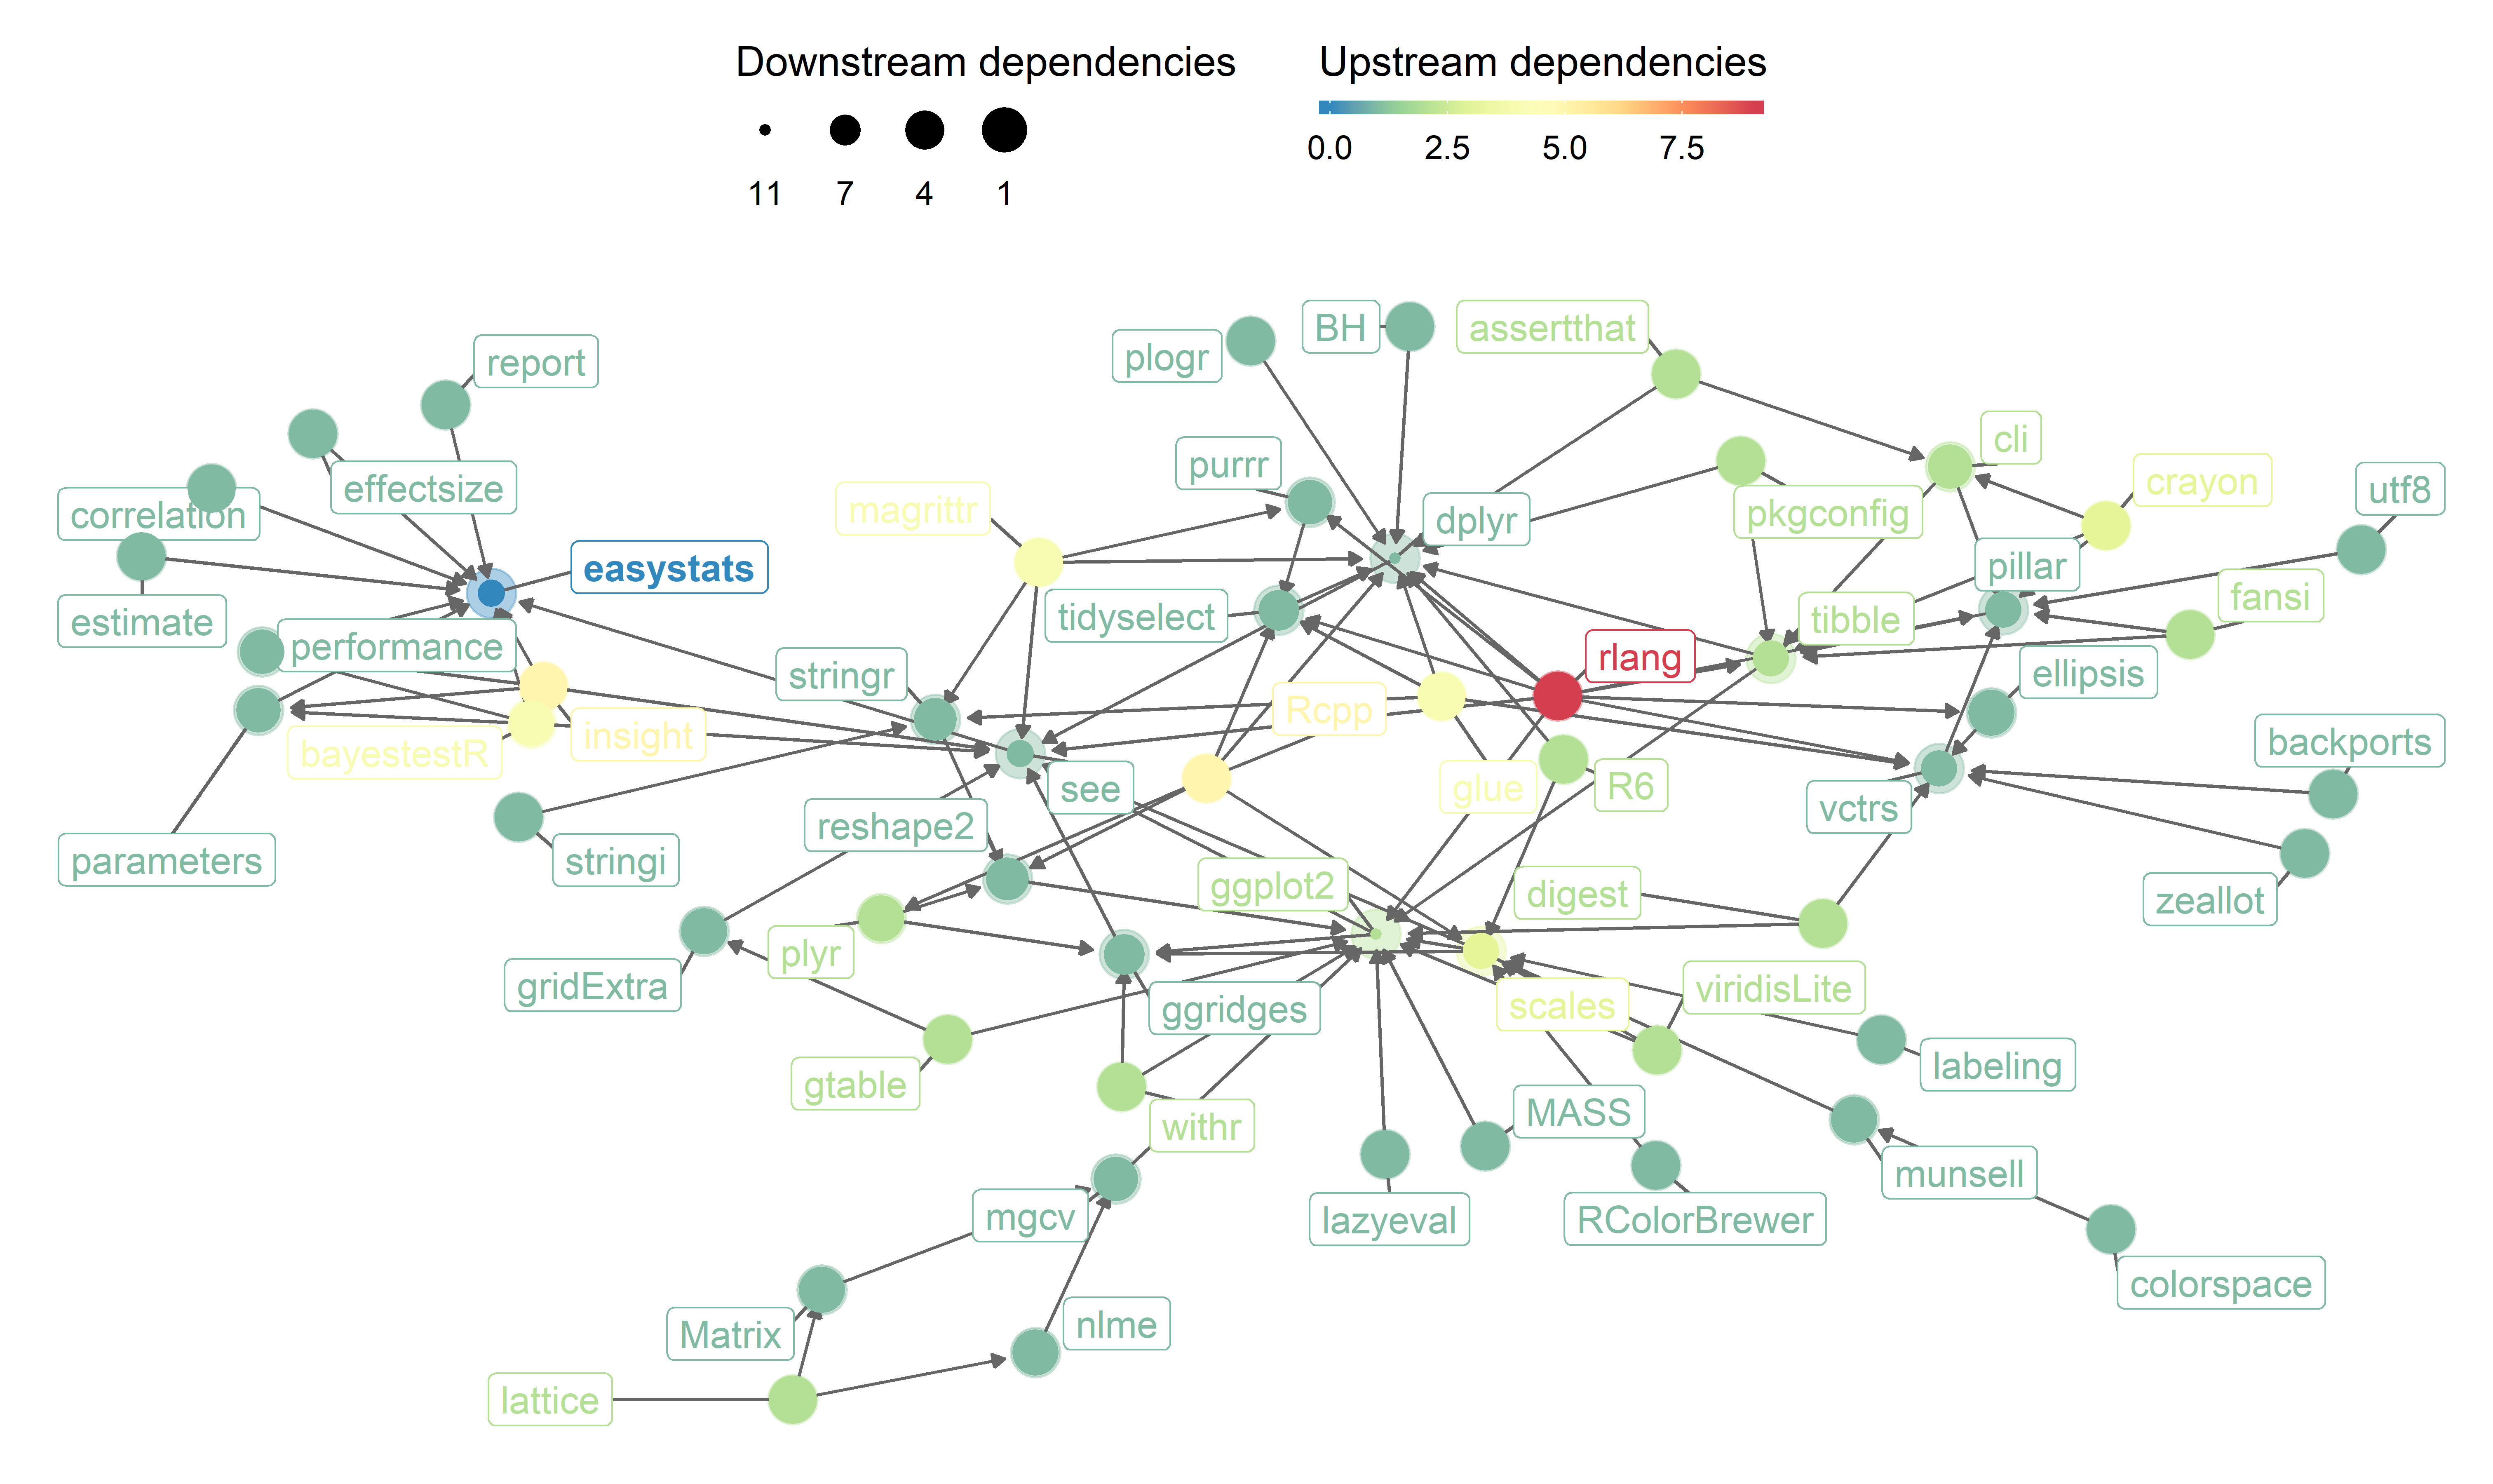 Downstream dependencies
11 7 4 1
Upstream dependencies
0.0 2.5 5.0 7.5
report
effectsize
correlation
easystats
estimate
performance
bayestestR
insight
parameters
stringi
plogr
BH
assertthat
purrr
cli
magrittr
dplyr
pkgconfig
crayon
utf8
pillar
tidyselect
tibble
fansi
stringr
rlang
ellipsis
Rcpp
backports
see
glue
R6
vctrs
reshape2
ggplot2
digest
zeallot
plyr
gridExtra
ggridges
scales
viridisLite
gtable
labeling
withr
MASS
munsell
mgcv
lazyeval
RColorBrewer
colorspace
Matrix
nlme
lattice